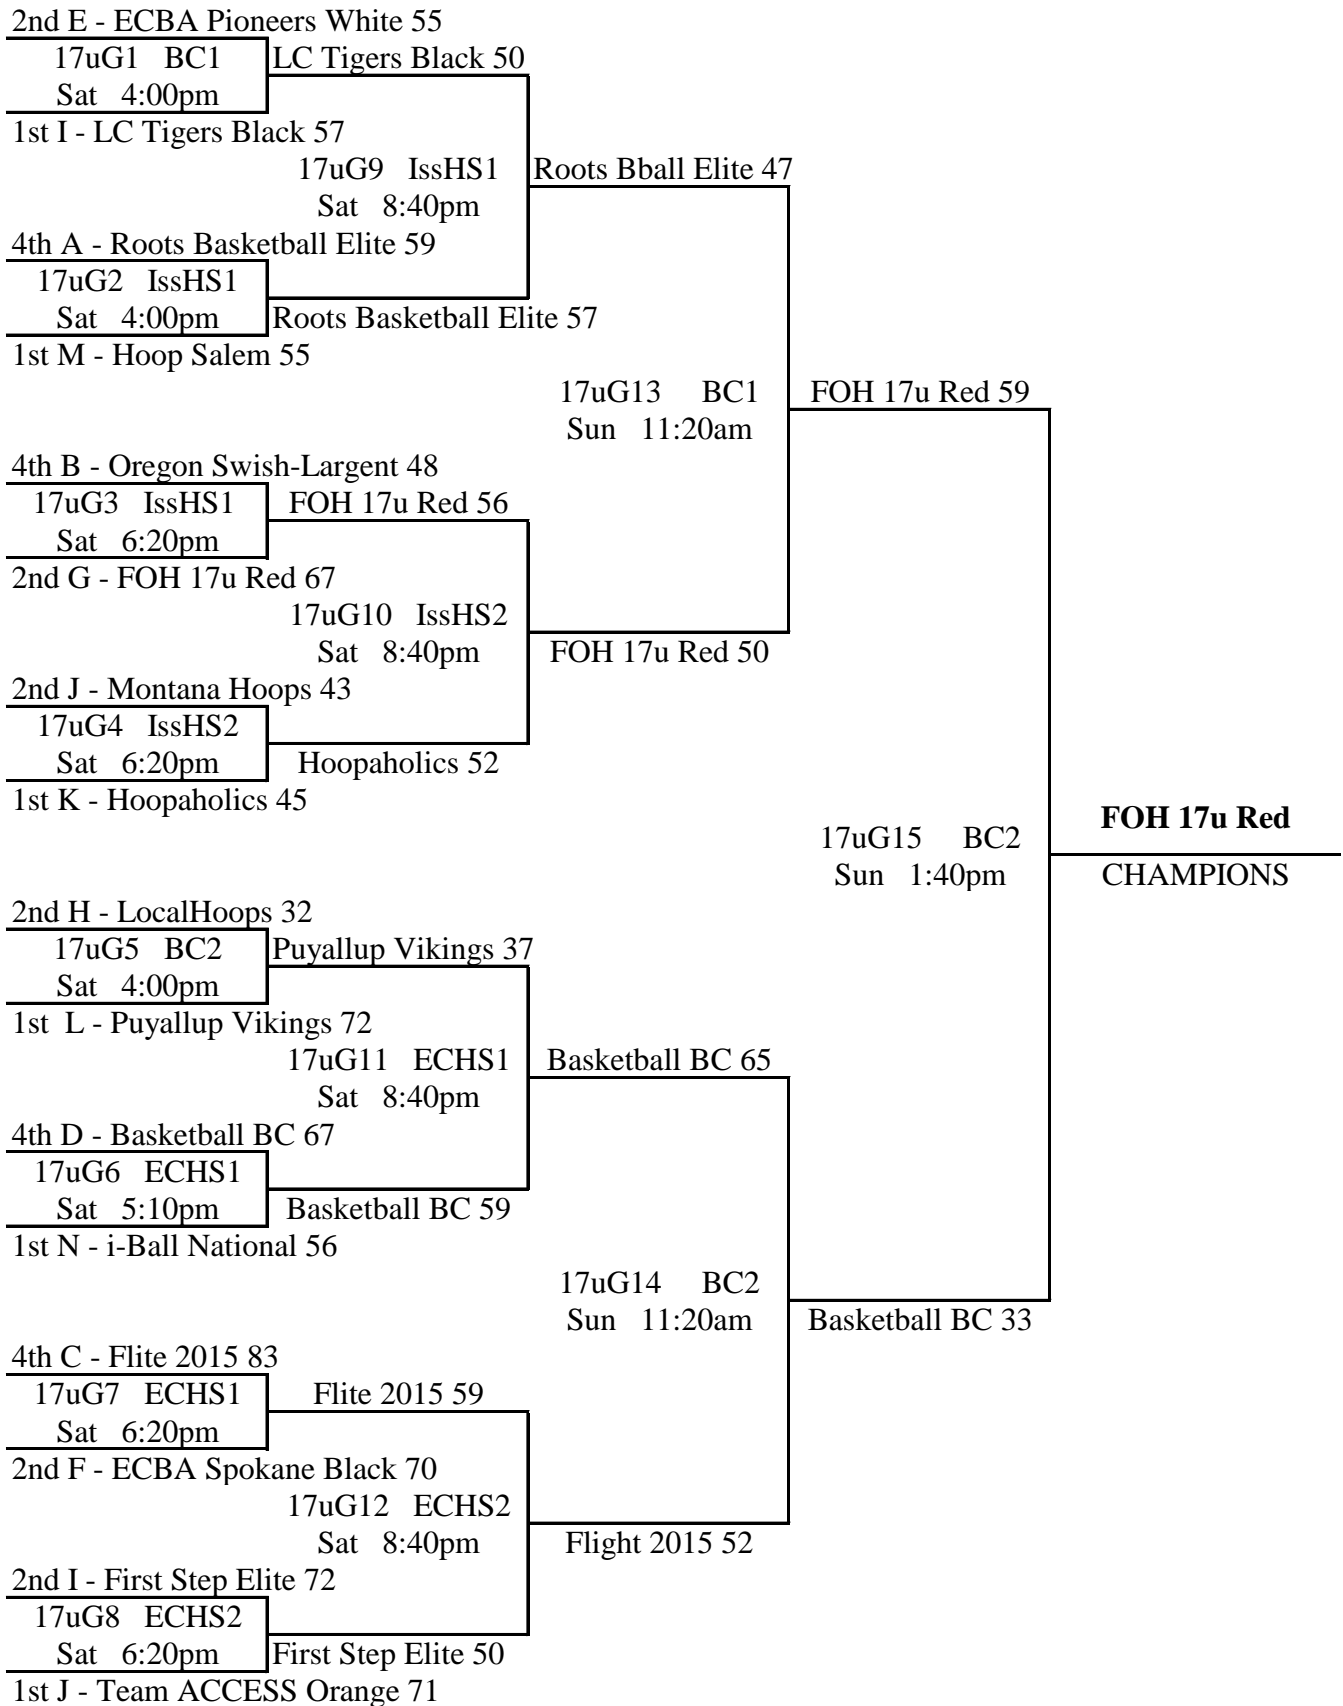 2nd E - ECBA Pioneers White 55
17uG1 BC1
LC Tigers Black 50
Sat 4:00pm
1st I - LC Tigers Black 57
17uG9 IssHS1
Roots Bball Elite 47
Sat 8:40pm
4th A - Roots Basketball Elite 59
17uG2 IssHS1
Sat 4:00pm
Roots Basketball Elite 57
1st M - Hoop Salem 55
17uG13 BC1
FOH 17u Red 59
Sun 11:20am
4th B - Oregon Swish-Largent 48
17uG3 IssHS1
FOH 17u Red 56
Sat 6:20pm
2nd G - FOH 17u Red 67
17uG10 IssHS2
Sat 8:40pm
FOH 17u Red 50
2nd J - Montana Hoops 43
17uG4 IssHS2
Sat 6:20pm
Hoopaholics 52
1st K - Hoopaholics 45
FOH 17u Red
17uG15 BC2
Sun 1:40pm
CHAMPIONS
2nd H - LocalHoops 32
17uG5 BC2
Puyallup Vikings 37
Sat 4:00pm
1st L - Puyallup Vikings 72
17uG11 ECHS1
Basketball BC 65
Sat 8:40pm
4th D - Basketball BC 67
17uG6 ECHS1
Sat 5:10pm
Basketball BC 59
1st N - i-Ball National 56
17uG14 BC2
Sun 11:20am
Basketball BC 33
4th C - Flite 2015 83
17uG7 ECHS1
Flite 2015 59
Sat 6:20pm
2nd F - ECBA Spokane Black 70
17uG12 ECHS2
Sat 8:40pm
Flight 2015 52
2nd I - First Step Elite 72
17uG8 ECHS2
Sat 6:20pm
First Step Elite 50
1st J - Team ACCESS Orange 71